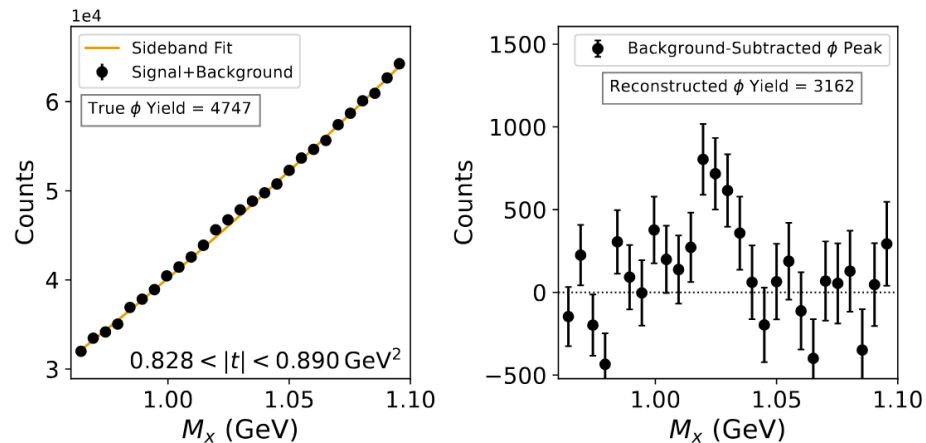 1e4
Sideband Fit
Signal+Background
True ϕ Yield = 4747
0.828 < |t| < 0.890 GeV²
Counts
6
5
4
3
1.00
1.05
1.10
Mₓ (GeV)
Background-Subtracted ϕ Peak
Reconstructed ϕ Yield = 3162
Counts
1500
1000
500
0
−500
1.00
1.05
1.10
Mₓ (GeV)